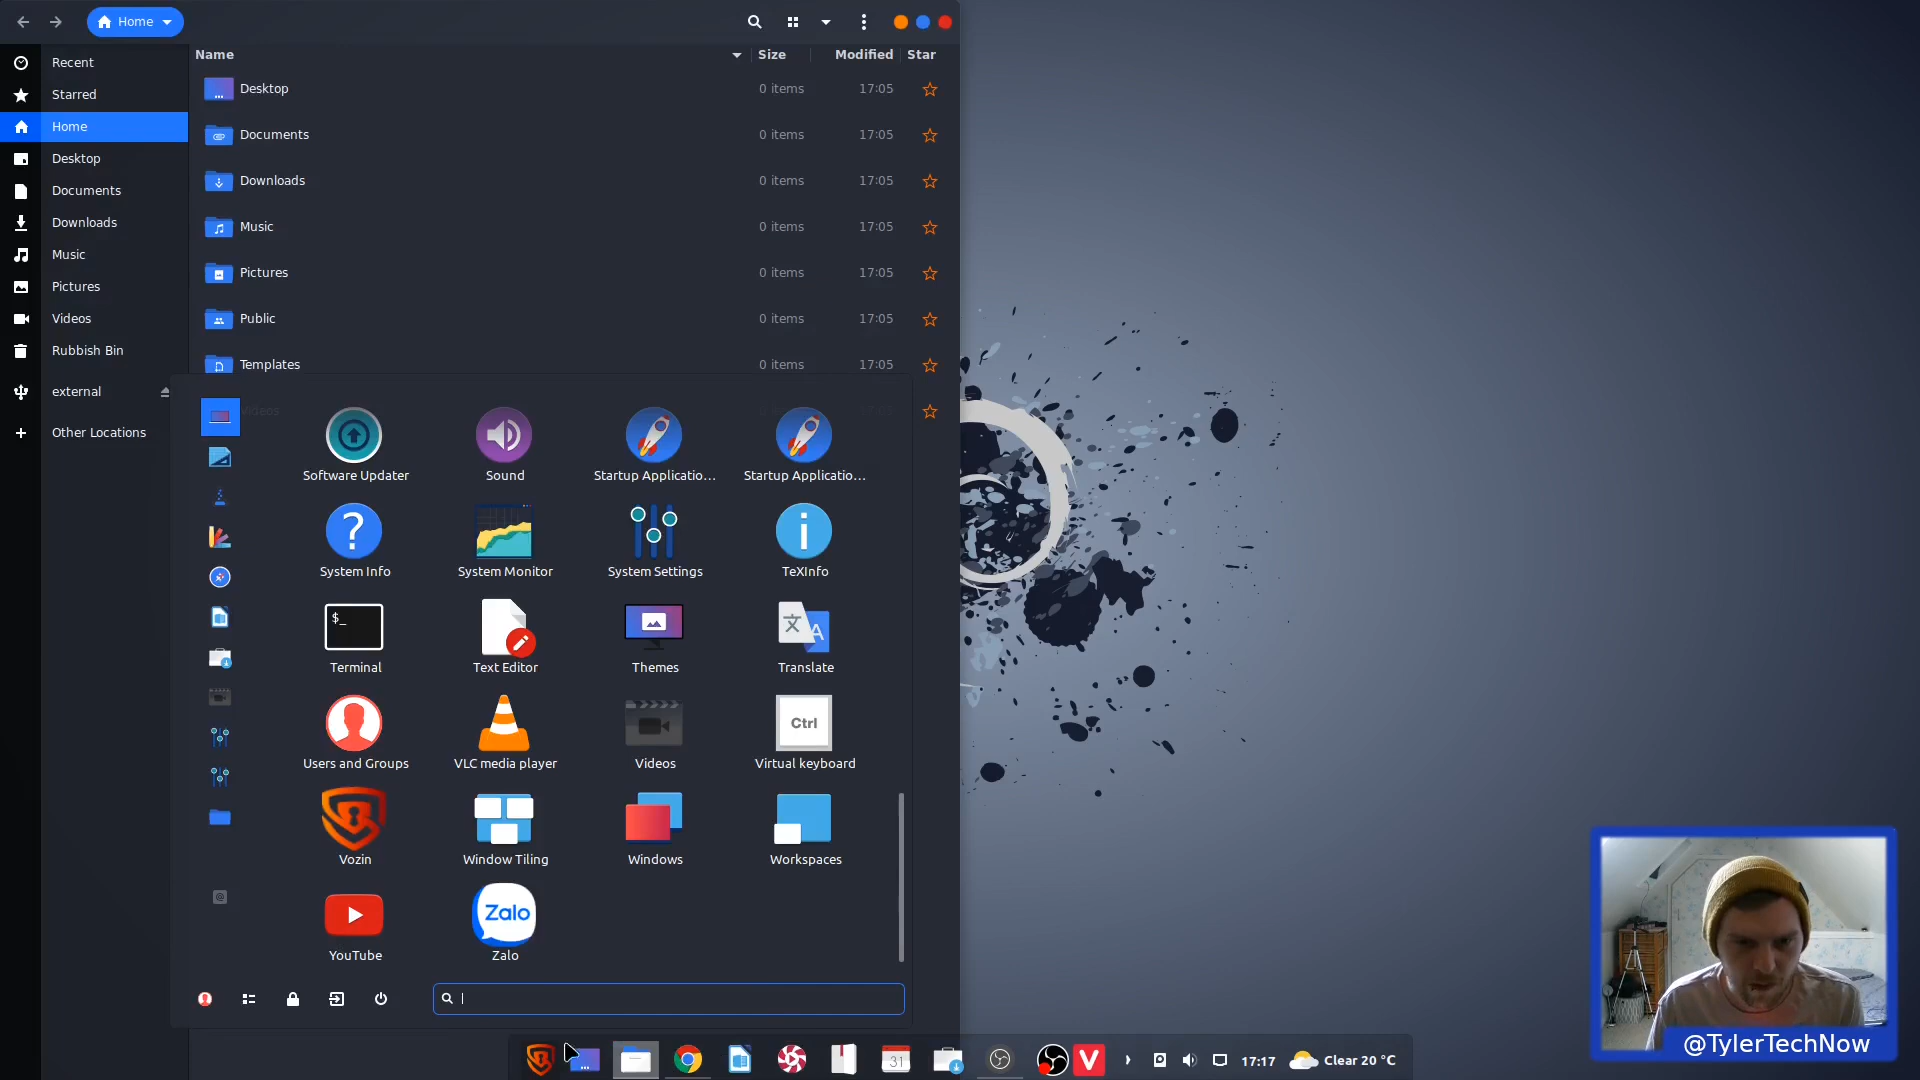 Home
Name
Size
Modified
Star
Recent
Starred
Home
Desktop
Documents
Downloads
Music
Pictures
Videos
Rubbish Bin
external
Other Locations
Desktop 0 items 17:05
Documents 0 items 17:05
Downloads 0 items 17:05
Music 0 items 17:05
Pictures 0 items 17:05
Public 0 items 17:05
Templates 0 items 17:05
Videos
Software Updater
Sound
Startup Applicatio...
Startup Applicatio...
System Info
System Monitor
System Settings
TeXInfo
$_
Terminal
Text Editor
Themes
文 A
Translate
Users and Groups
VLC media player
Videos
Ctrl
Virtual keyboard
Vozin
Window Tiling
Windows
Workspaces
YouTube
Zalo
Zalo
31
V
17:17
Clear 20 °C
@TylerTechNow